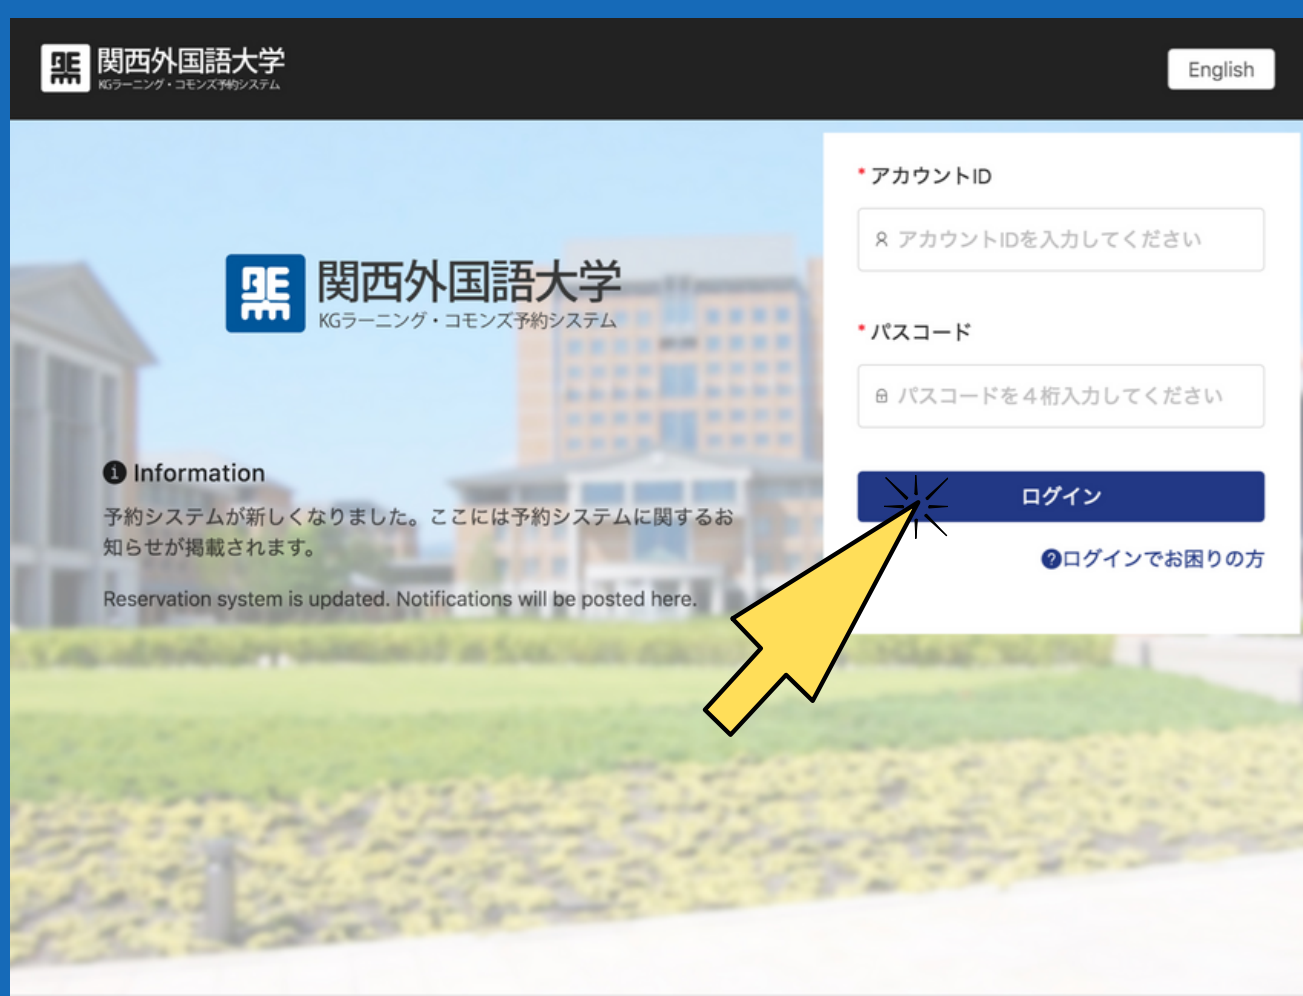 関西外国語大学
KGラーニング・コモンズ予約システム
English
関西外国語大学
KGラーニング・コモンズ予約システム
Information
予約システムが新しくなりました。ここには予約システムに関するお
知らせが掲載されます。
Reservation system is updated. Notifications will be posted here.
* アカウントID
アカウントIDを入力してください
* パスコード
パスコードを４桁入力してください
ログイン
ログインでお困りの方